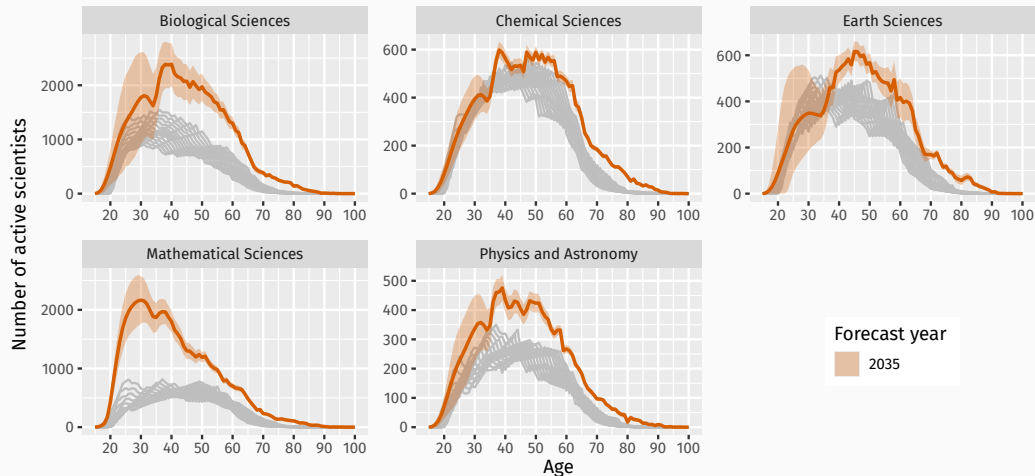 Biological Sciences
Chemical Sciences
Earth Sciences
Number of active scientists
2000
1000
0
20 30 40 50 60 70 80 90 100
600
400
200
0
20 30 40 50 60 70 80 90 100
600
400
200
0
20 30 40 50 60 70 80 90 100
Mathematical Sciences
Physics and Astronomy
2000
1000
0
20 30 40 50 60 70 80 90 100
500
400
300
200
100
0
20 30 40 50 60 70 80 90 100
Age
Forecast year
2035